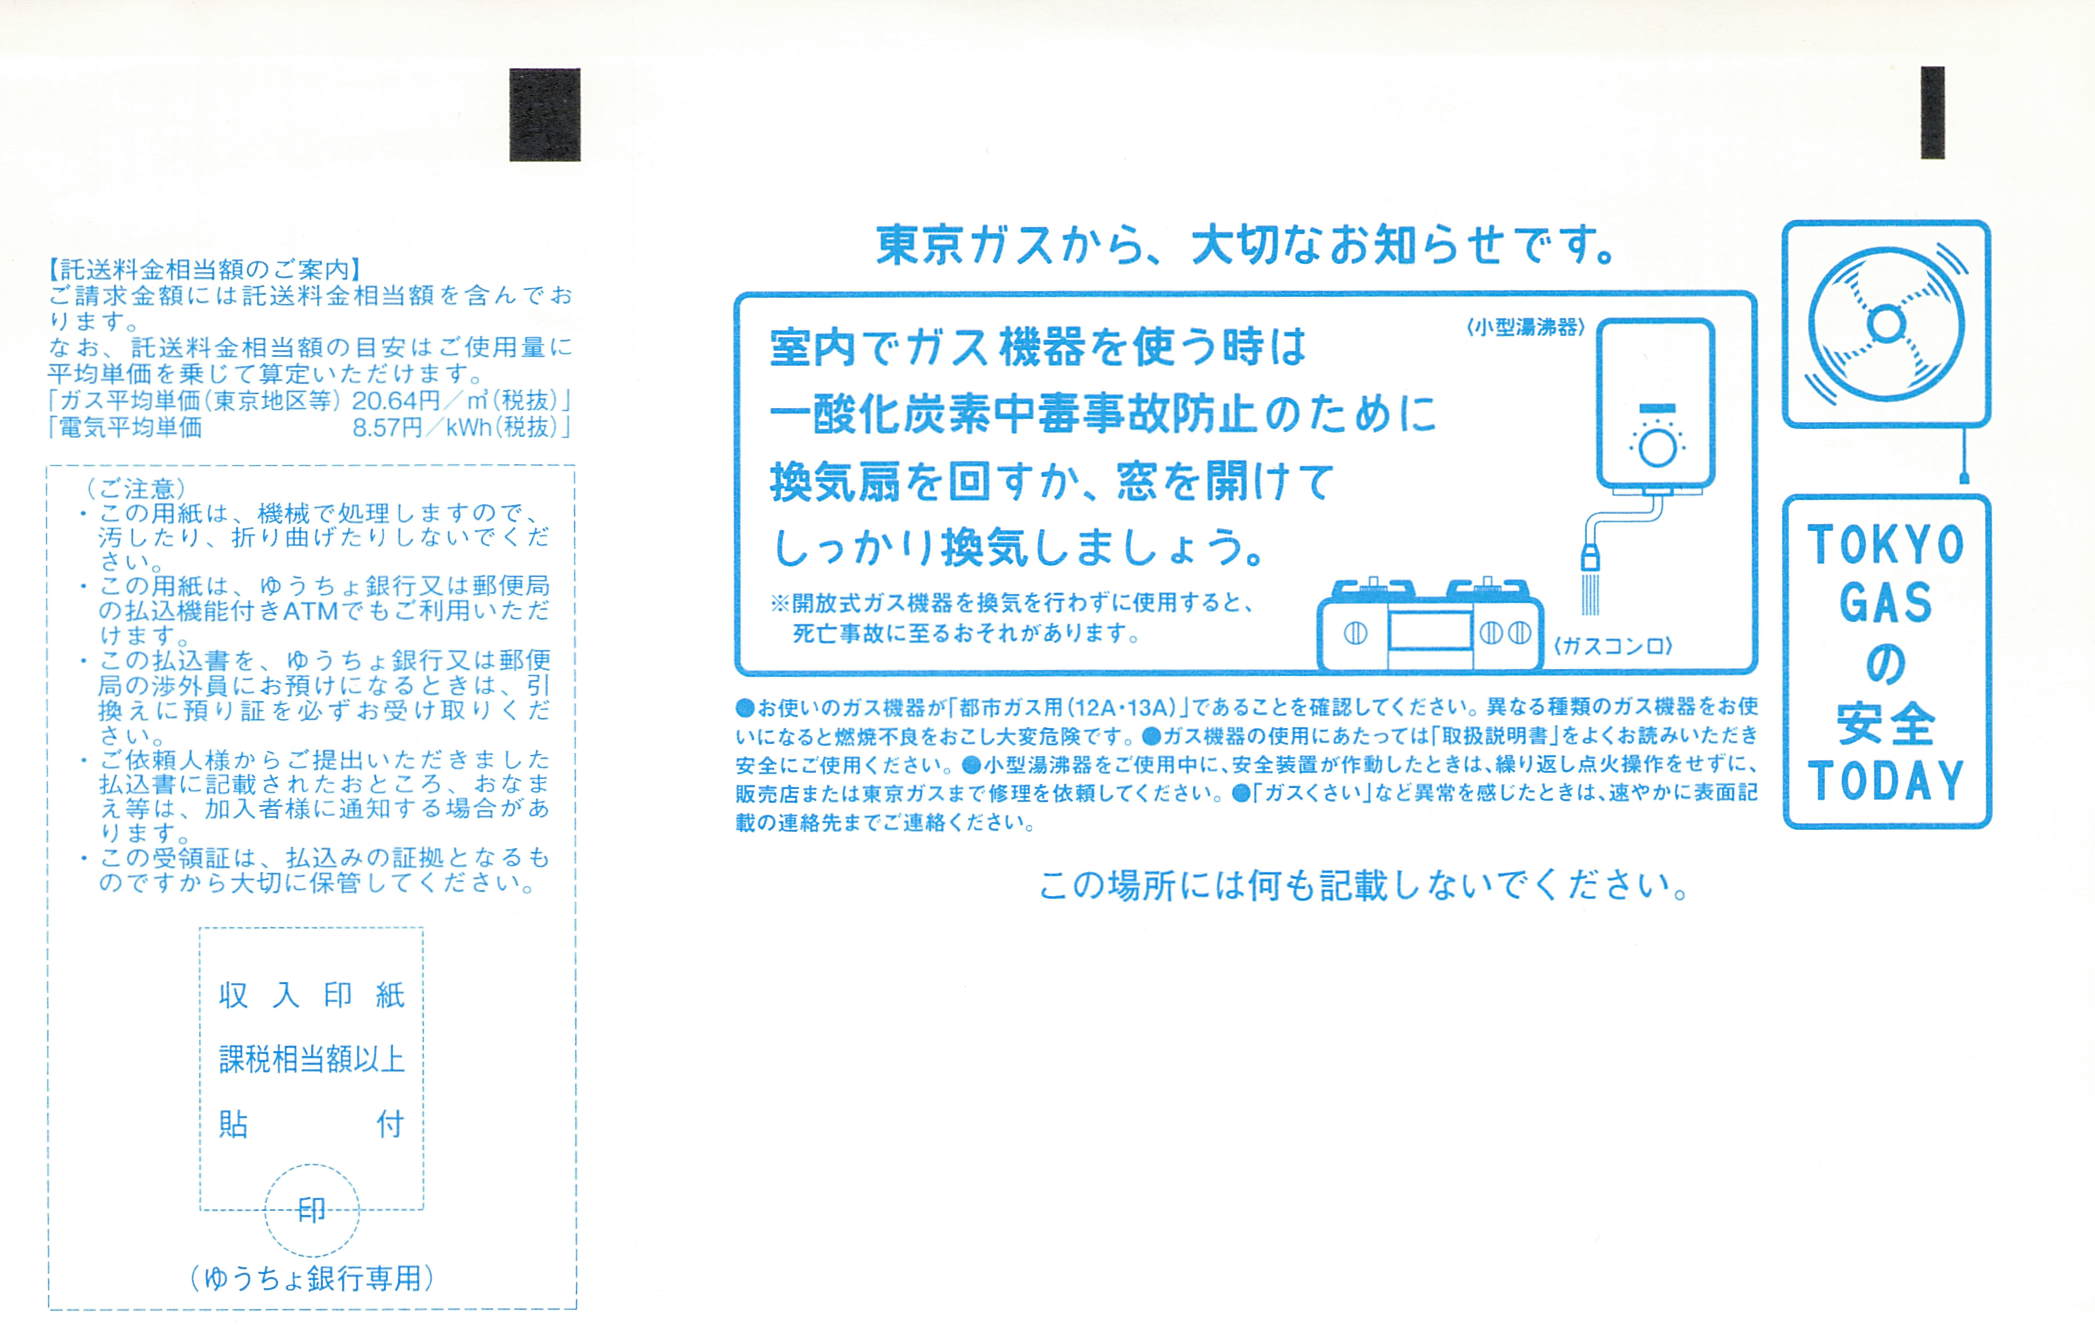 【託送料金相当額のご案内】
ご請求金額には託送料金相当額を含んでお
ります。
なお、託送料金相当額の目安はご使用量に
平均単価を乗じて算定いただけます。
「ガス平均単価(東京地区等) 20.64円／㎥(税抜)」
「電気平均単価 8.57円／kWh(税抜)」
(ご注意)
・この用紙は、機械で処理しますので、
汚したり、折り曲げたりしないでくだ
さい。
・この用紙は、ゆうちょ銀行又は郵便局
の払込機能付きATMでもご利用いただ
けます。
・この払込書を、ゆうちょ銀行又は郵便
局の渉外員にお預けになるときは、引
換えに預り証を必ずお受け取りくだ
さい。
・ご依頼人様からご提出いただきました
払込書に記載されたおところ、おなま
え等は、加入者様に通知する場合があ
ります。
・この受領証は、払込みの証拠となるも
のですから大切に保管してください。
収入印紙
課税相当額以上
貼付
印
(ゆうちょ銀行専用)
東京ガスから、大切なお知らせです。
室内でガス機器を使う時は
一酸化炭素中毒事故防止のために
換気扇を回すか、窓を開けて
しっかり換気しましょう。
※開放式ガス機器を換気を行わずに使用すると、
死亡事故に至るおそれがあります。
〈小型湯沸器〉
〈ガスコンロ〉
●お使いのガス機器が「都市ガス用(12A・13A)」であることを確認してください。異なる種類のガス機器をお使
いになると燃焼不良をおこし大変危険です。●ガス機器の使用にあたっては「取扱説明書」をよくお読みいただき
安全にご使用ください。●小型湯沸器をご使用中に、安全装置が作動したときは、繰り返し点火操作をせずに、
販売店または東京ガスまで修理を依頼してください。●「ガスくさい」など異常を感じたときは、速やかに表面記
載の連絡先までご連絡ください。
TOKYO
GAS
の
安全
TODAY
この場所には何も記載しないでください。